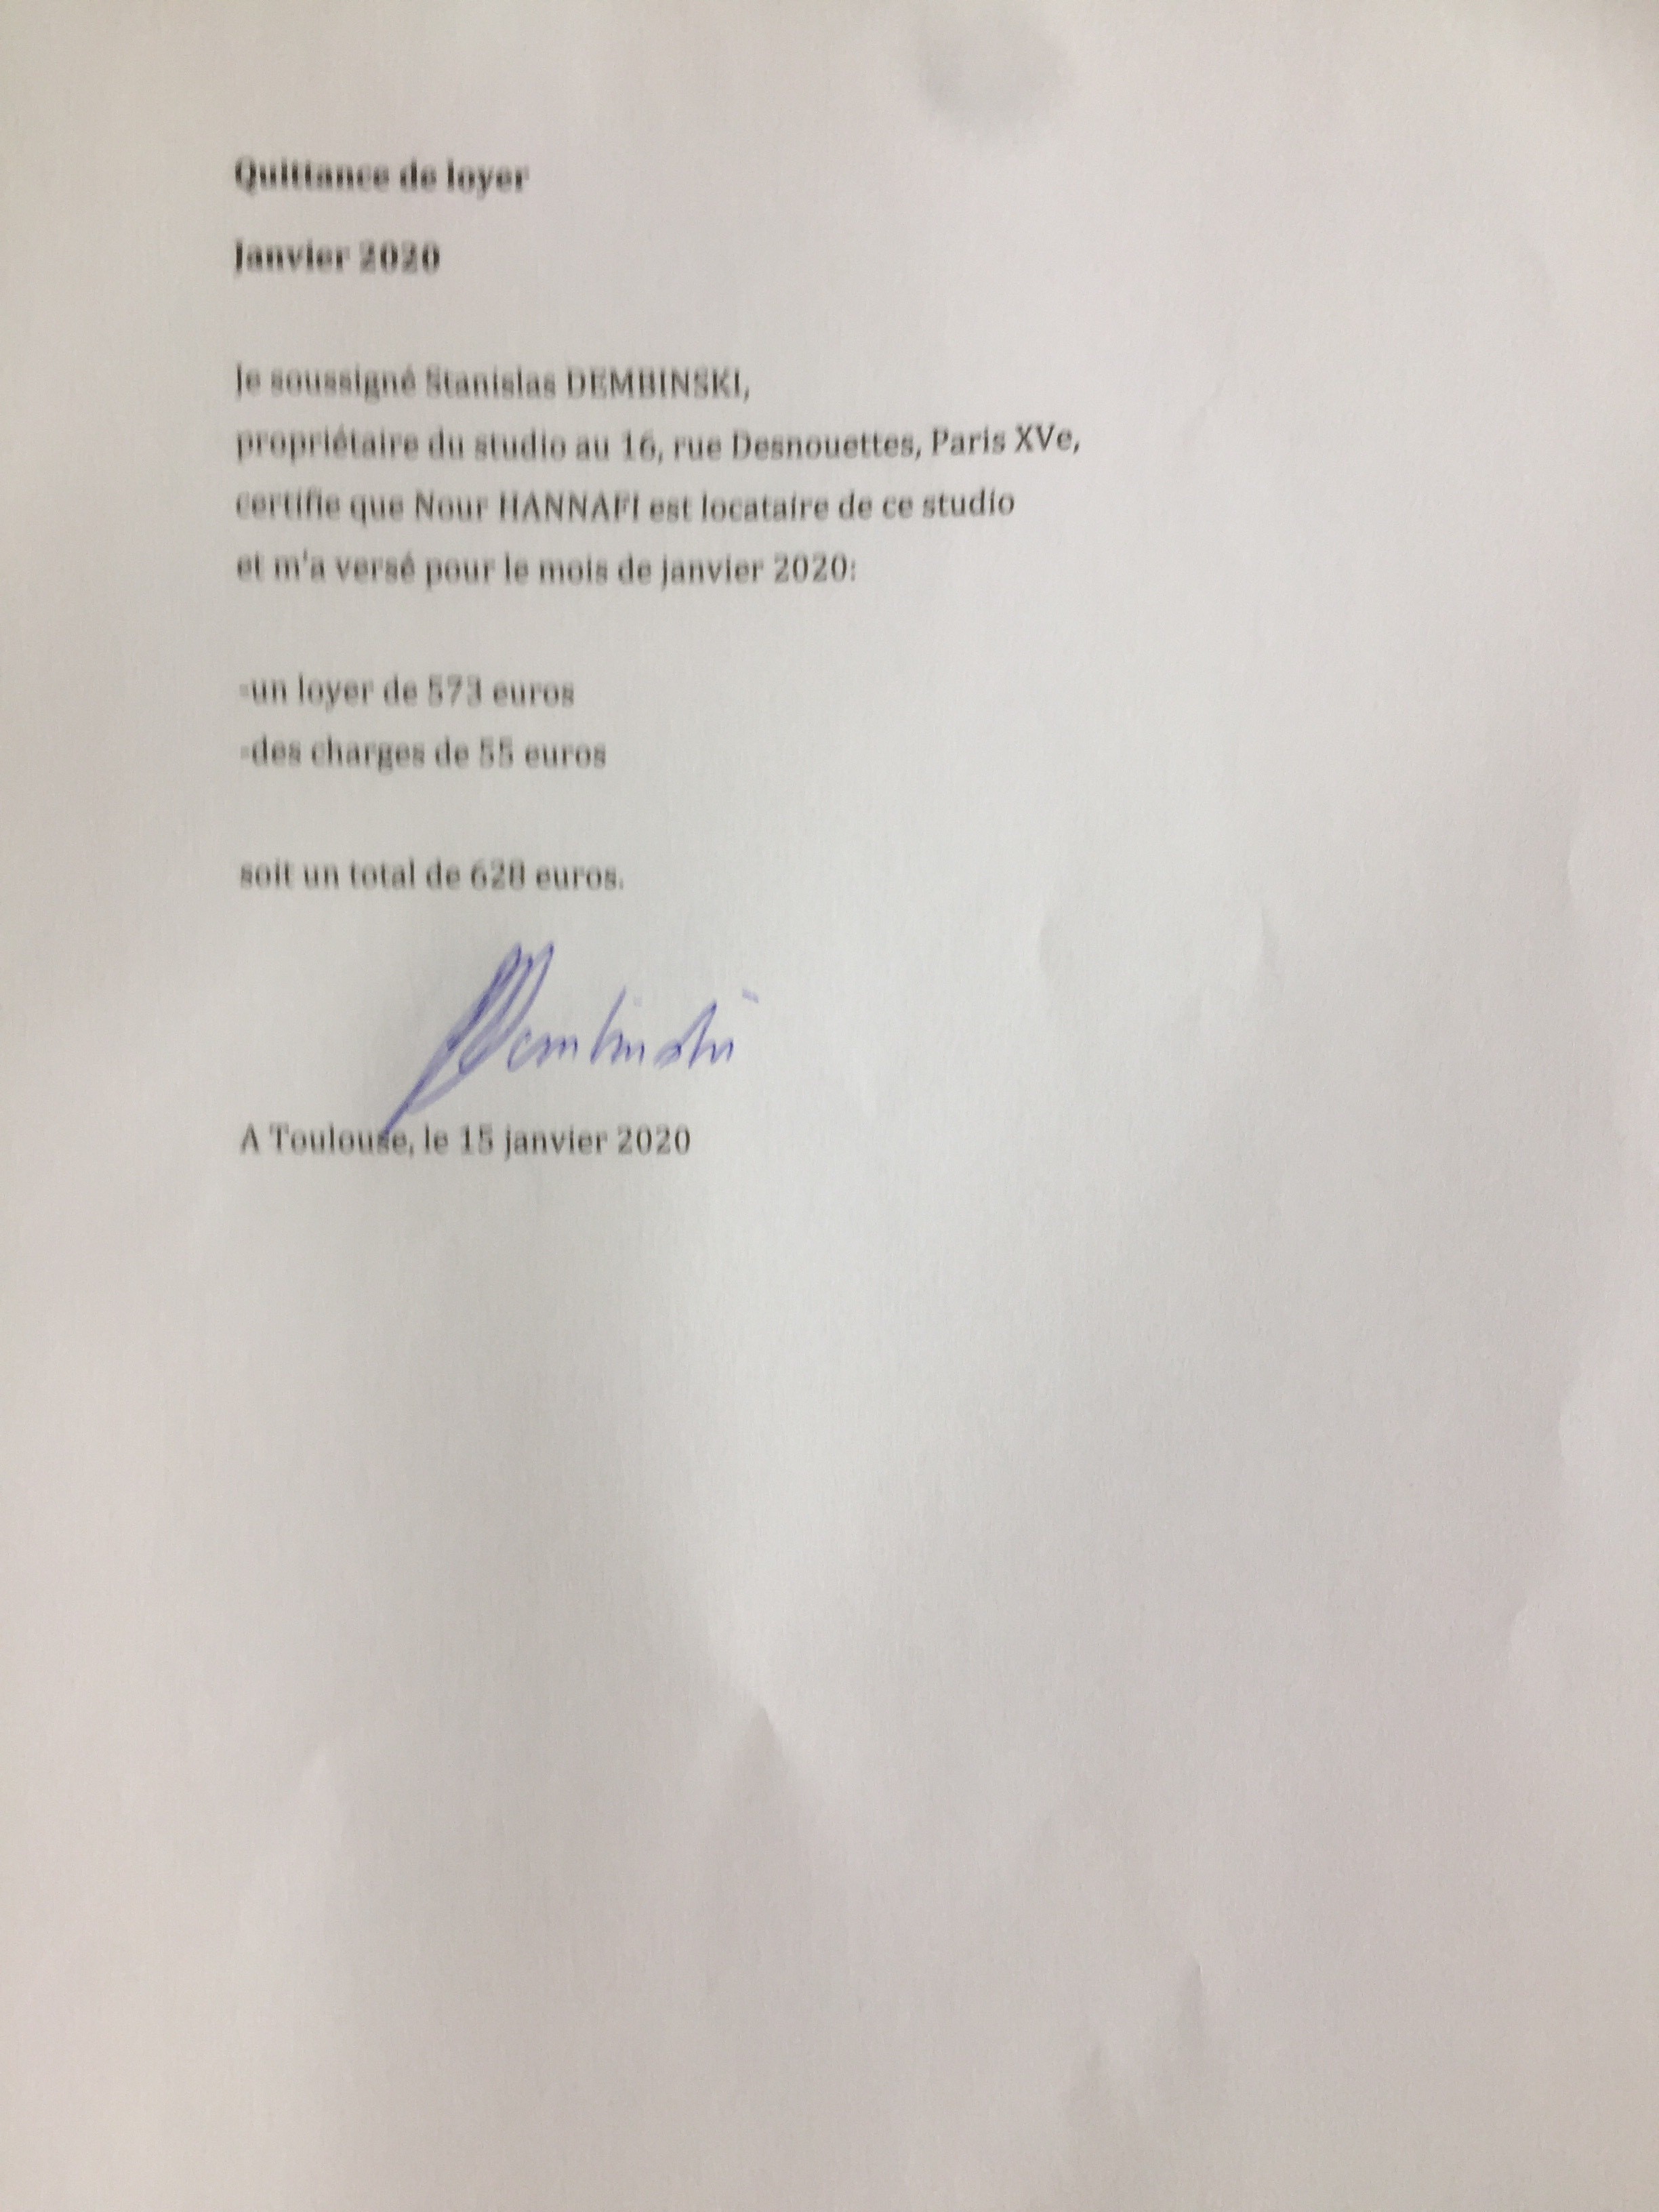 Quittance de loyer
Janvier 2020
Je soussigné Stanislas DEMBINSKI,
propriétaire du studio au 16, rue Desnouettes, Paris XVe,
certifie que Nour HANNAFI est locataire de ce studio
et m'a versé pour le mois de janvier 2020:
-un loyer de 573 euros
-des charges de 55 euros
soit un total de 628 euros.
Dembinski
A Toulouse, le 15 janvier 2020